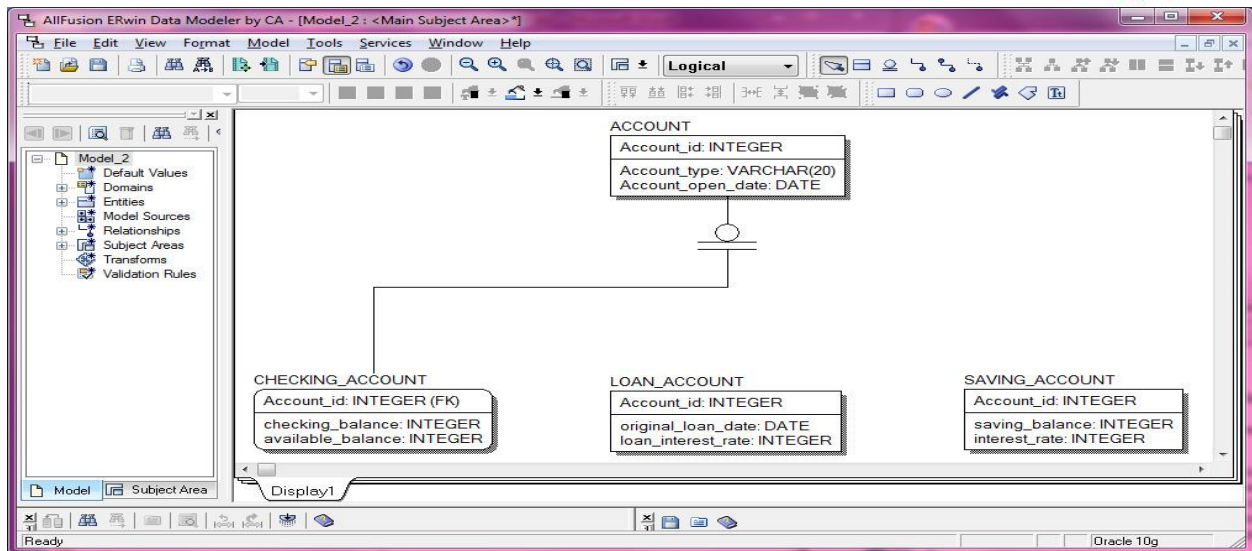 AllFusion ERwin Data Modeler by CA - [Model_2 : <Main Subject Area>*]
File Edit View Format Model Tools Services Window Help
Logical
Model_2
Default Values
Domains
Entities
Model Sources
Relationships
Subject Areas
Transforms
Validation Rules
ACCOUNT
Account_id: INTEGER
Account_type: VARCHAR(20)
Account_open_date: DATE
CHECKING_ACCOUNT
Account_id: INTEGER (FK)
checking_balance: INTEGER
available_balance: INTEGER
LOAN_ACCOUNT
Account_id: INTEGER
original_loan_date: DATE
loan_interest_rate: INTEGER
SAVING_ACCOUNT
Account_id: INTEGER
saving_balance: INTEGER
interest_rate: INTEGER
Model Subject Area
Display1
Ready
Oracle 10g